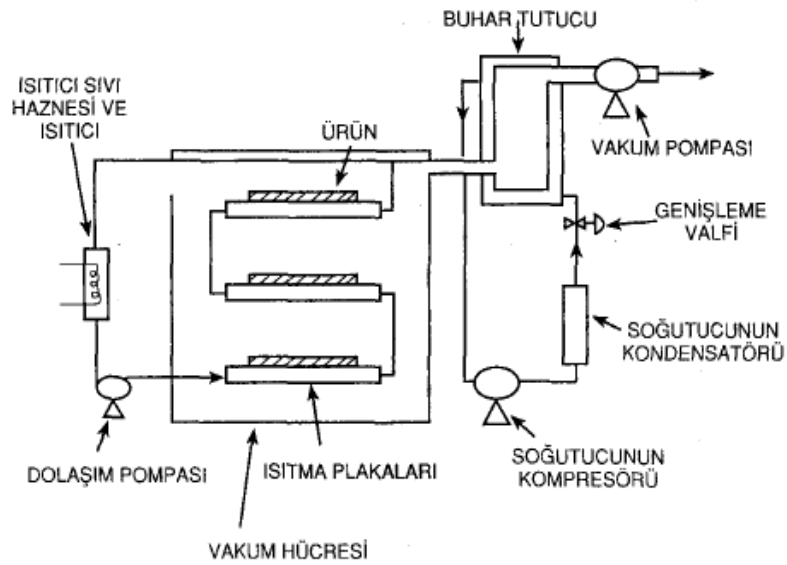 BUHAR TUTUCU
ISITICI SIVI
HAZNESİ VE
ISITICI
ÜRÜN
VAKUM POMPASI
GENİŞLEME
VALFİ
SOĞUTUCUNUN
KONDENSATÖRÜ
SOĞUTUCUNUN
KOMPRESÖRÜ
DOLAŞIM POMPASI
ISITMA PLAKALARI
VAKUM HÜCRESİ